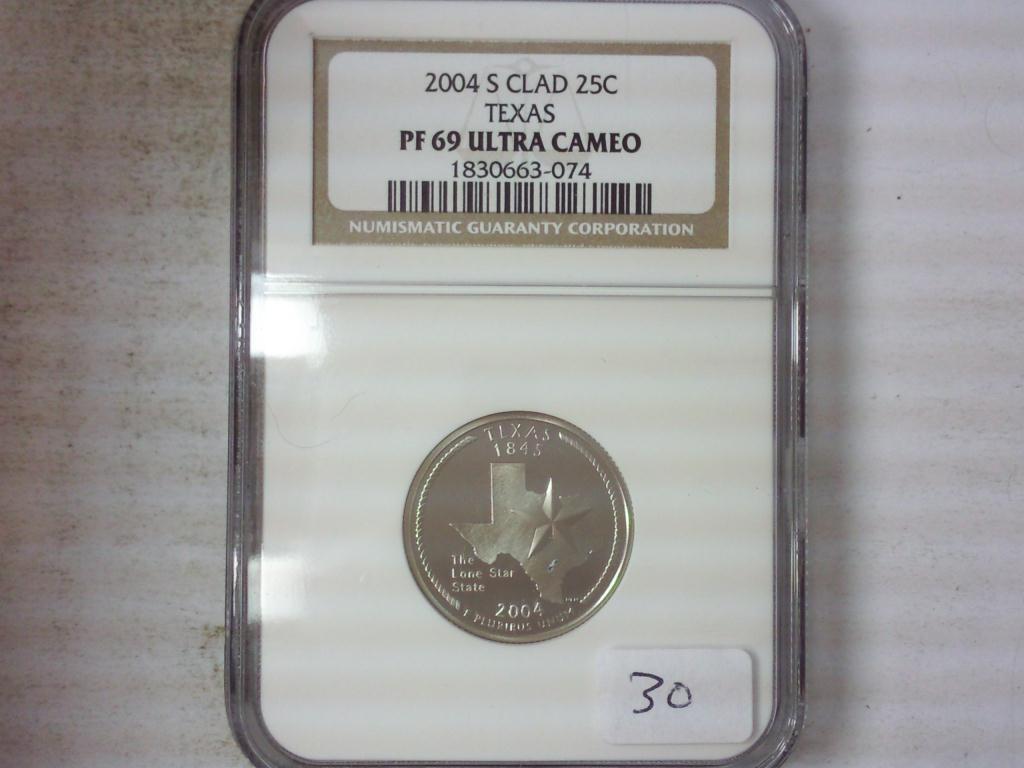 2004 S CLAD 25C
TEXAS
PF 69 ULTRA CAMEO
1830663-074
NUMISMATIC GUARANTY CORPORATION
TEXAS
1845
The
Lone Star
State
2004
E PLURIBUS UNUM
30